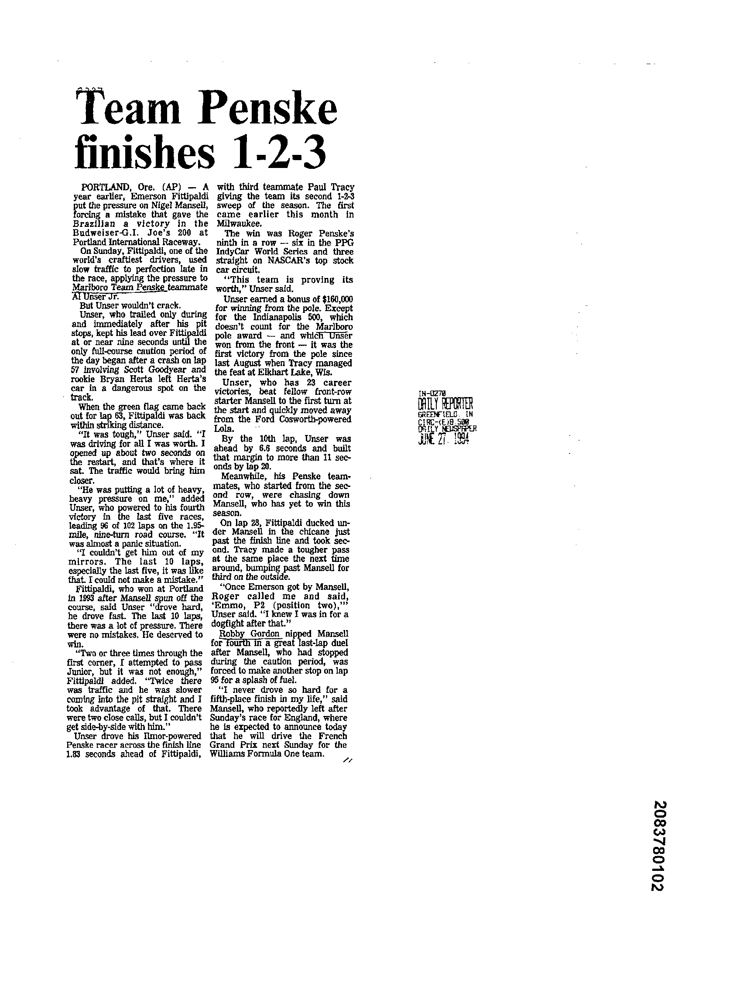 Team Penske
finishes 1-2-3
PORTLAND, Ore. (AP) — A
year earlier, Emerson Fittipaldi
put the pressure on Nigel Mansell,
forcing a mistake that gave the
Brazilian a victory in the
Budweiser-G.I. Joe's 200 at
Portland International Raceway.
On Sunday, Fittipaldi, one of the
world's craftiest drivers, used
slow traffic to perfection late in
the race, applying the pressure to
Marlboro Team Penske teammate
Al Unser Jr.
But Unser wouldn't crack.
Unser, who trailed only during
and immediately after his pit
stops, kept his lead over Fittipaldi
at or near nine seconds until the
only full-course caution period of
the day began after a crash on lap
57 involving Scott Goodyear and
rookie Bryan Herta left Herta's
car in a dangerous spot on the
track.
When the green flag came back
out for lap 63, Fittipaldi was back
within striking distance.
"It was tough," Unser said. "I
was driving for all I was worth. I
opened up about two seconds on
the restart, and that's where it
sat. The traffic would bring him
closer.
"He was putting a lot of heavy,
heavy pressure on me," added
Unser, who powered to his fourth
victory in the last five races,
leading 96 of 102 laps on the 1.95-
mile, nine-turn road course. "It
was almost a panic situation.
"I couldn't get him out of my
mirrors. The last 10 laps,
especially the last five, it was like
that. I could not make a mistake."
Fittipaldi, who won at Portland
in 1993 after Mansell spun off the
course, said Unser "drove hard,
he drove fast. The last 10 laps,
there was a lot of pressure. There
were no mistakes. He deserved to
win.
"Two or three times through the
first corner, I attempted to pass
Junior, but it was not enough,"
Fittipaldi added. "Twice there
was traffic and he was slower
coming into the pit straight and I
took advantage of that. There
were two close calls, but I couldn't
get side-by-side with him."
Unser drove his Ilmor-powered
Penske racer across the finish line
1.83 seconds ahead of Fittipaldi,
with third teammate Paul Tracy
giving the team its second 1-2-3
sweep of the season. The first
came earlier this month in
Milwaukee.
The win was Roger Penske's
ninth in a row — six in the PPG
IndyCar World Series and three
straight on NASCAR's top stock
car circuit.
"This team is proving its
worth," Unser said.
Unser earned a bonus of $160,000
for winning from the pole. Except
for the Indianapolis 500, which
doesn't count for the Marlboro
pole award — and which Unser
won from the front — it was the
first victory from the pole since
last August when Tracy managed
the feat at Elkhart Lake, Wis.
Unser, who has 23 career
victories, beat fellow front-row
starter Mansell to the first turn at
the start and quickly moved away
from the Ford Cosworth-powered
Lola.
By the 10th lap, Unser was
ahead by 6.6 seconds and built
that margin to more than 11 sec-
onds by lap 20.
Meanwhile, his Penske team-
mates, who started from the sec-
ond row, were chasing down
Mansell, who has yet to win this
season.
On lap 28, Fittipaldi ducked un-
der Mansell in the chicane just
past the finish line and took sec-
ond. Tracy made a tougher pass
at the same place the next time
around, bumping past Mansell for
third on the outside.
"Once Emerson got by Mansell,
Roger called me and said,
'Emmo, P2 (position two),'"
Unser said. "I knew I was in for a
dogfight after that."
Robby Gordon nipped Mansell
for fourth in a great last-lap duel
after Mansell, who had stopped
during the caution period, was
forced to make another stop on lap
95 for a splash of fuel.
"I never drove so hard for a
fifth-place finish in my life," said
Mansell, who reportedly left after
Sunday's race for England, where
he is expected to announce today
that he will drive the French
Grand Prix next Sunday for the
Williams Formula One team.
IN-0270
DAILY REPORTER
GREENFIELD, IN
CIRC-(E)8,500
DAILY NEWSPAPER
JUNE 27, 1994
2083780102